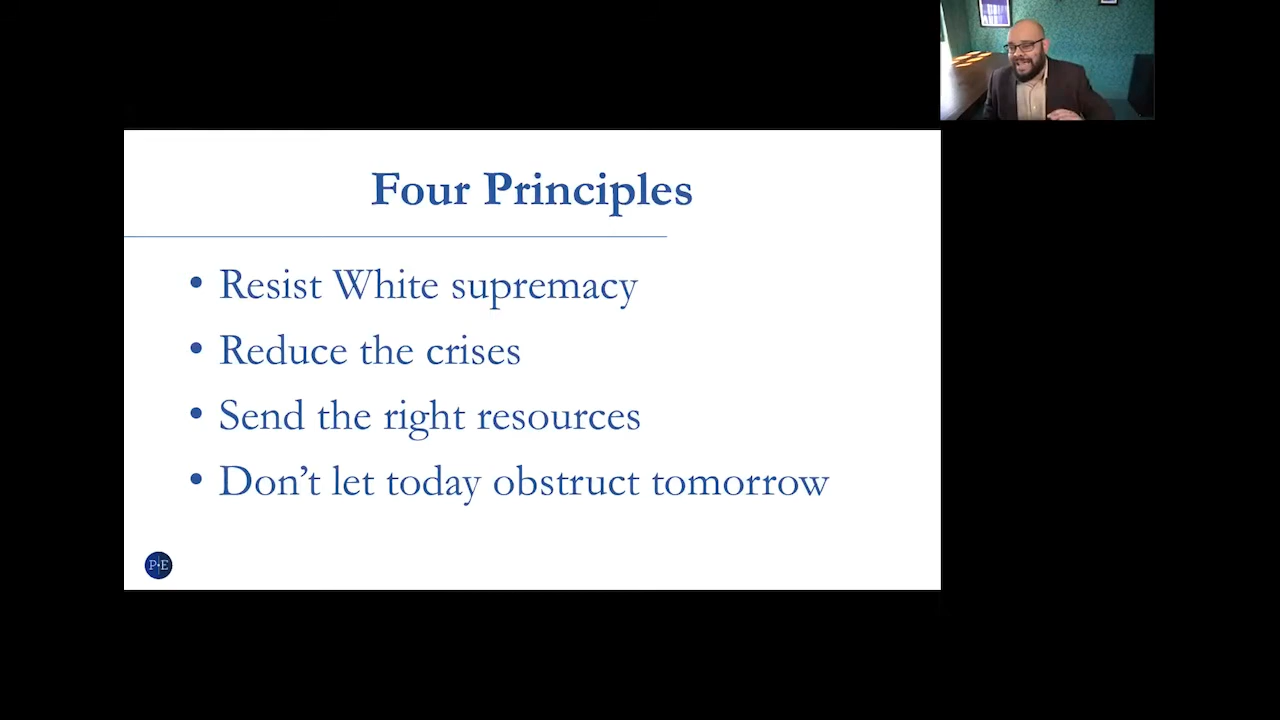 Four Principles
• Resist White supremacy
• Reduce the crises
• Send the right resources
• Don't let today obstruct tomorrow
P•E